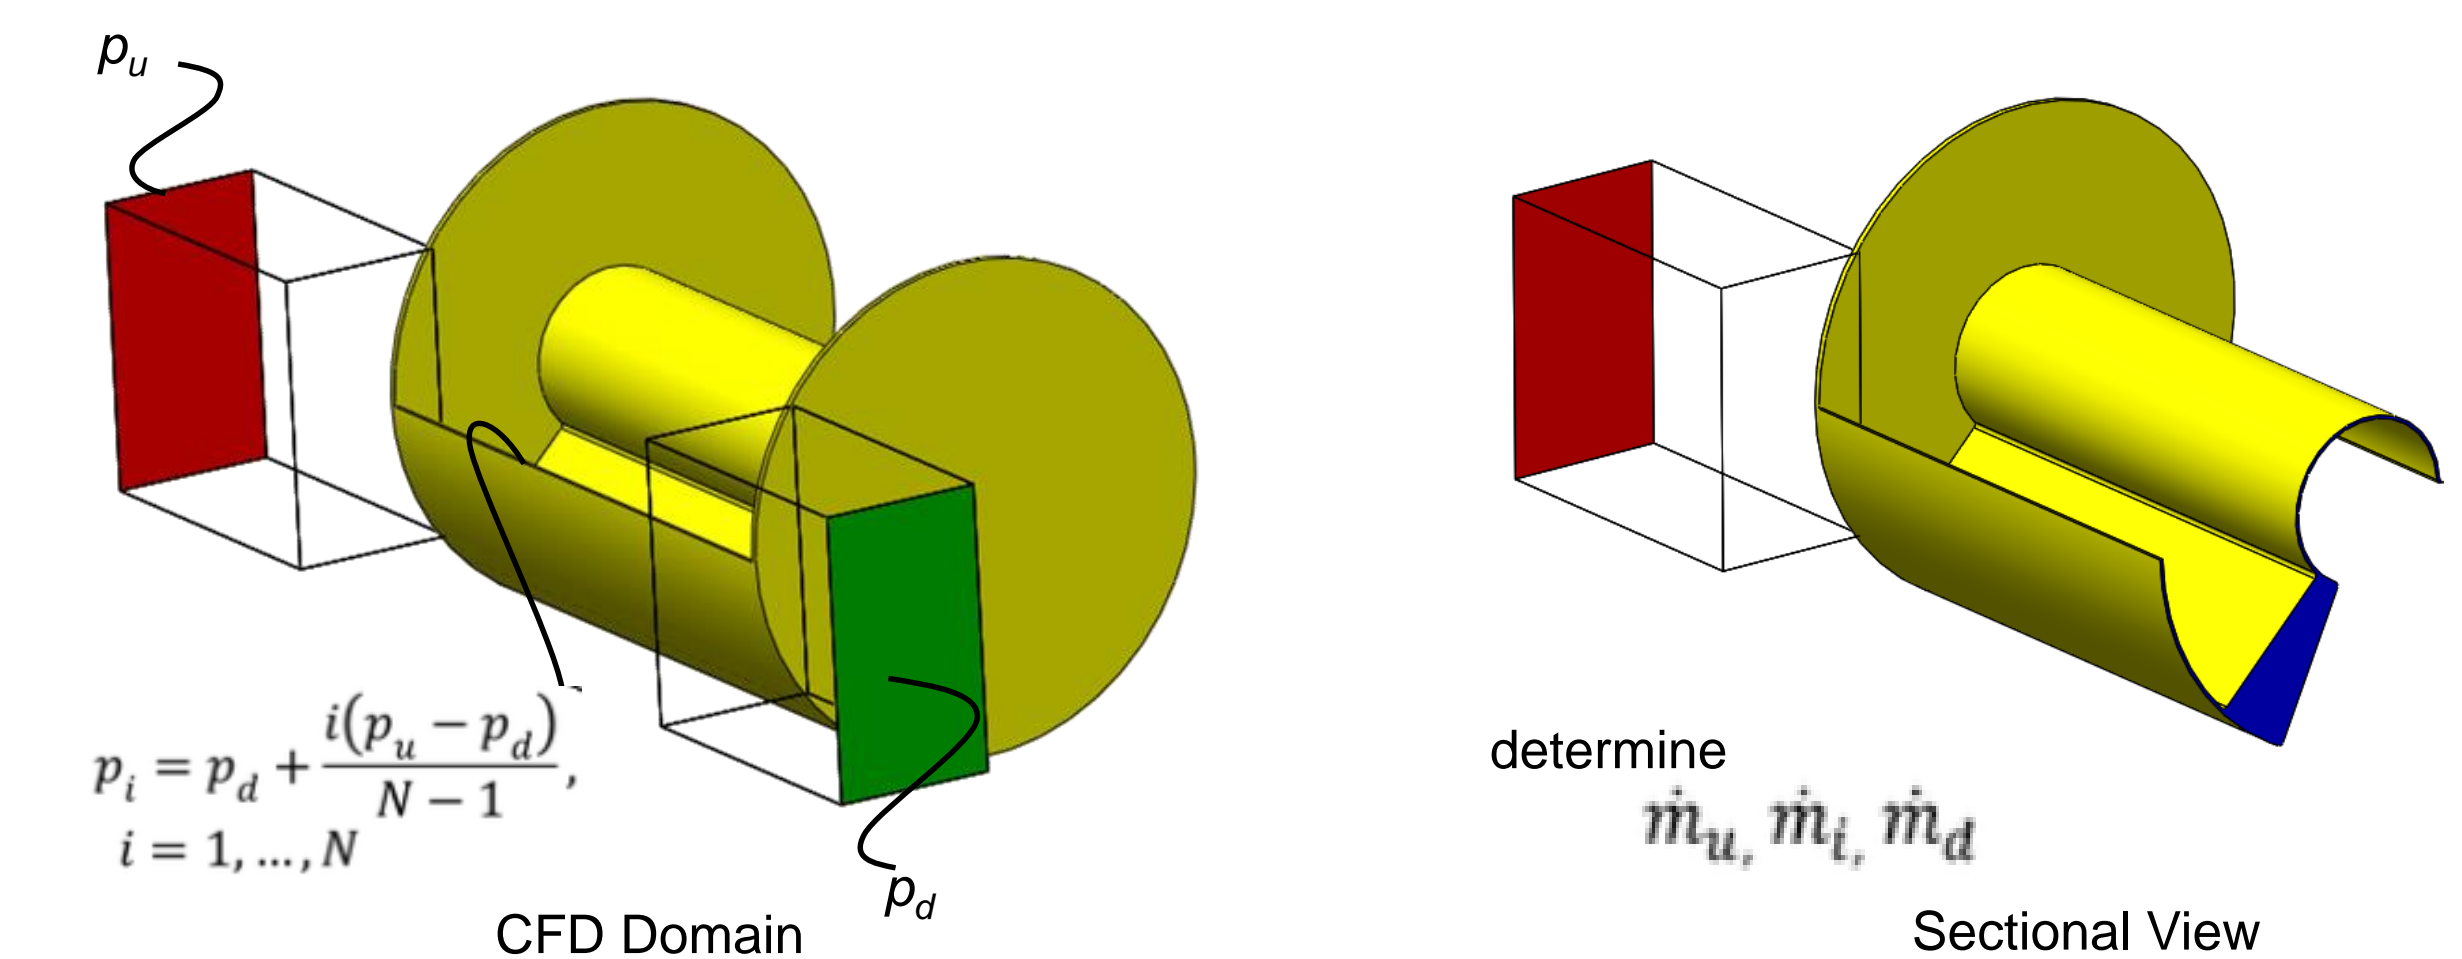 p_u
p_i = p_d + i(p_u − p_d) / N − 1,
i = 1, ..., N
p_d
CFD Domain
determine
ṁ_u, ṁ_i, ṁ_d
Sectional View